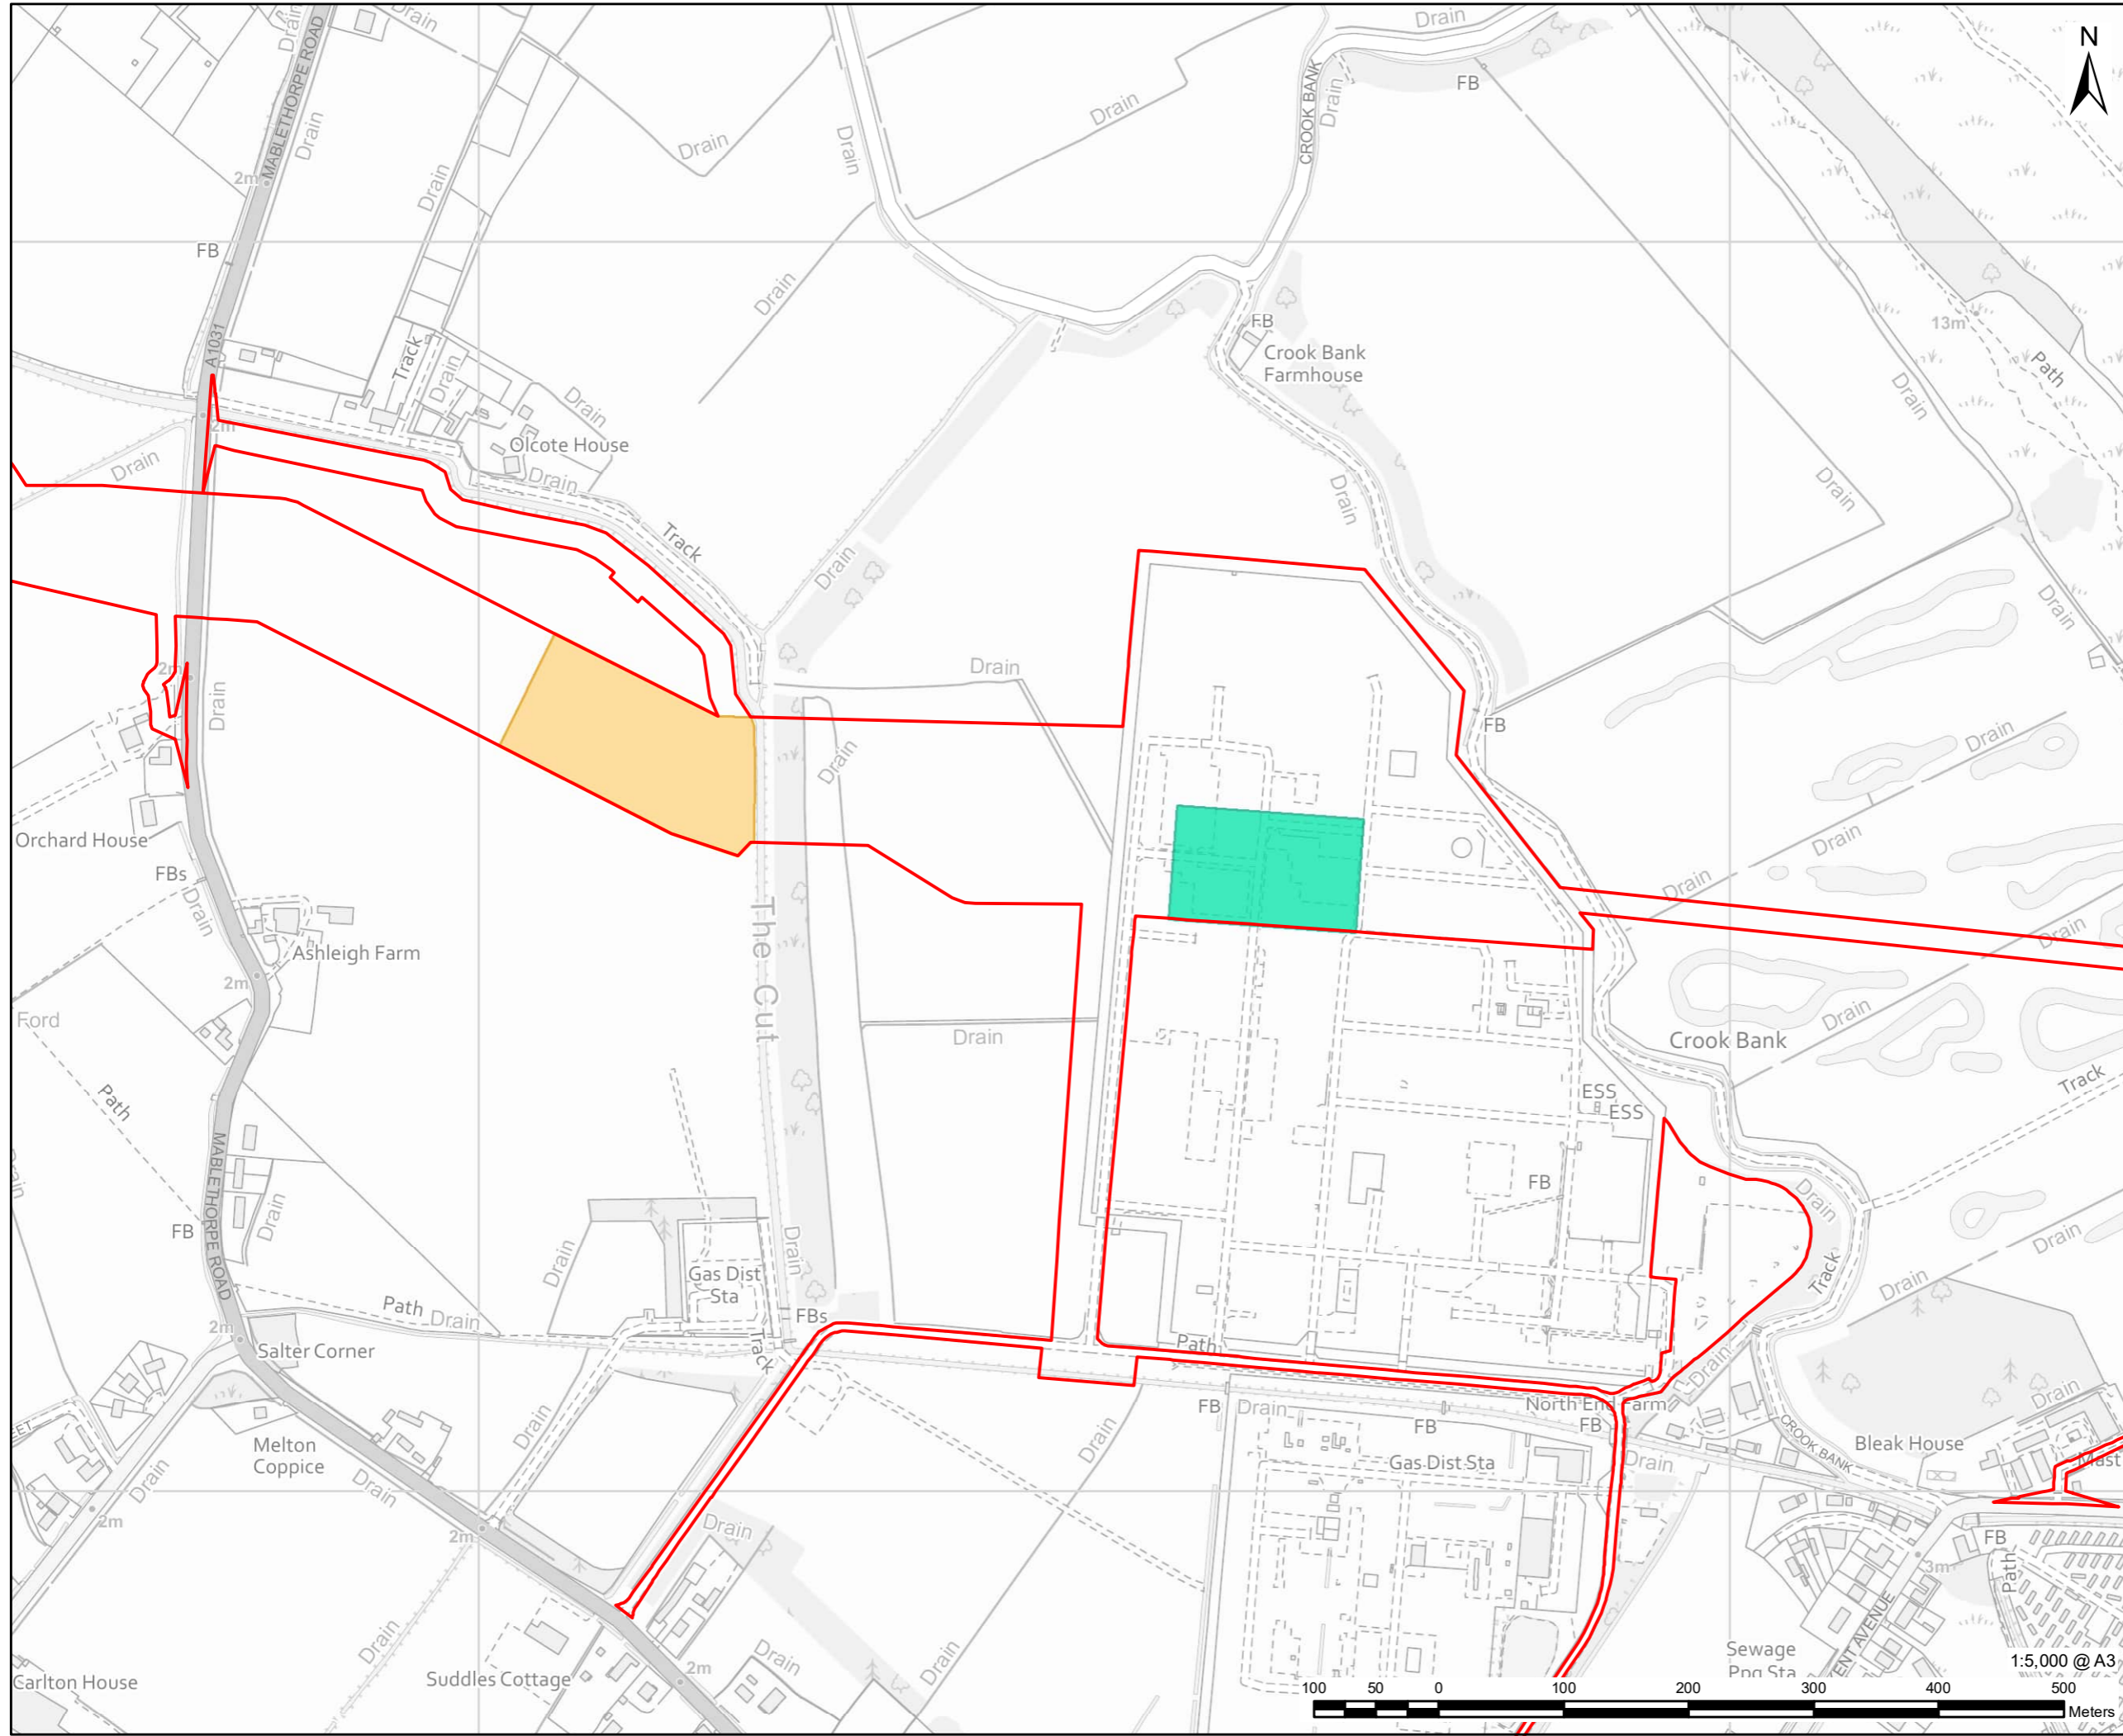 Drain
Drain
Drain
N
MABLETHORPE ROAD
Drain
CROOK BANK
Drain
FB
Drain
Drain
Drain
Drain
2m
Drain
FB
Drain
A1031
FB
Crook Bank
Farmhouse
13m
Path
Track
Drain
Drain
Drain
2m
Olcote House
Drain
Drain
Drain
Drain
Drain
Track
Drain
Drain
2m
Drain
Drain
FB
Drain
Drain
Orchard House
Drain
FBs
Drain
Drain
The Cut
Drain
Ashleigh Farm
2m
Ford
Drain
Drain
Crook Bank
Path
ESS
ESS
Track
MABLETHORPE ROAD
Drain
FB
Drain
FB
Drain
Drain
Drain
Gas Dist
Sta
Track
Drain
Path
Drain
FBs
2m
Salter Corner
Track
Path
Drain
FB
Drain
North End Farm
FB
FB
Drain
Drain
Drain
CROOK BANK
Melton
Coppice
Bleak House
Mast
Gas Dist Sta
Drain
Drain
Drain
2m
2m
Drain
FB
Path
3m
Drain
Drain
Drain
Sewage
Ppg Sta
Carlton House
Suddles Cottage
2m
1:5,000 @ A3
100 50 0 100 200 300 400 500
Meters